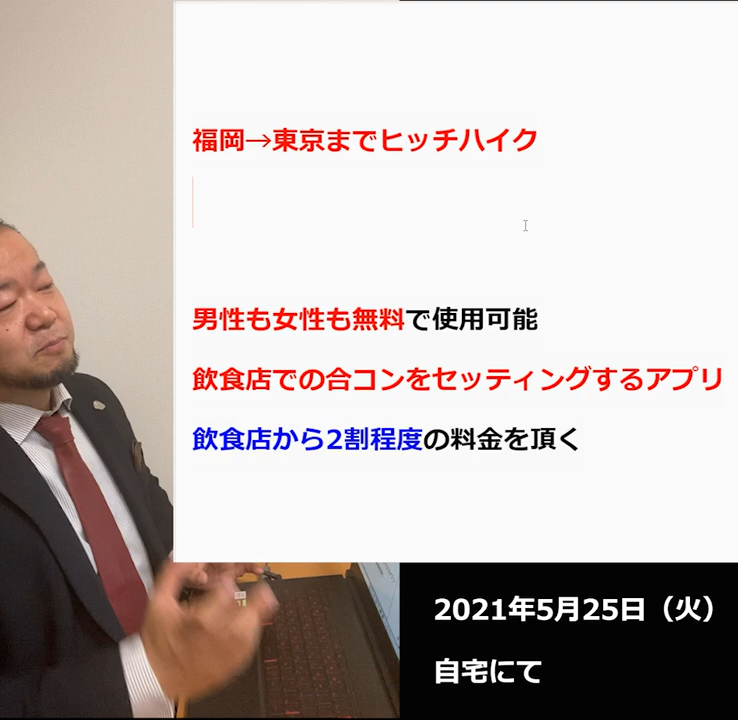 福岡→東京までヒッチハイク
男性も女性も無料で使用可能
飲食店での合コンをセッティングするアプリ
飲食店から2割程度の料金を頂く
2021年5月25日（火）
自宅にて